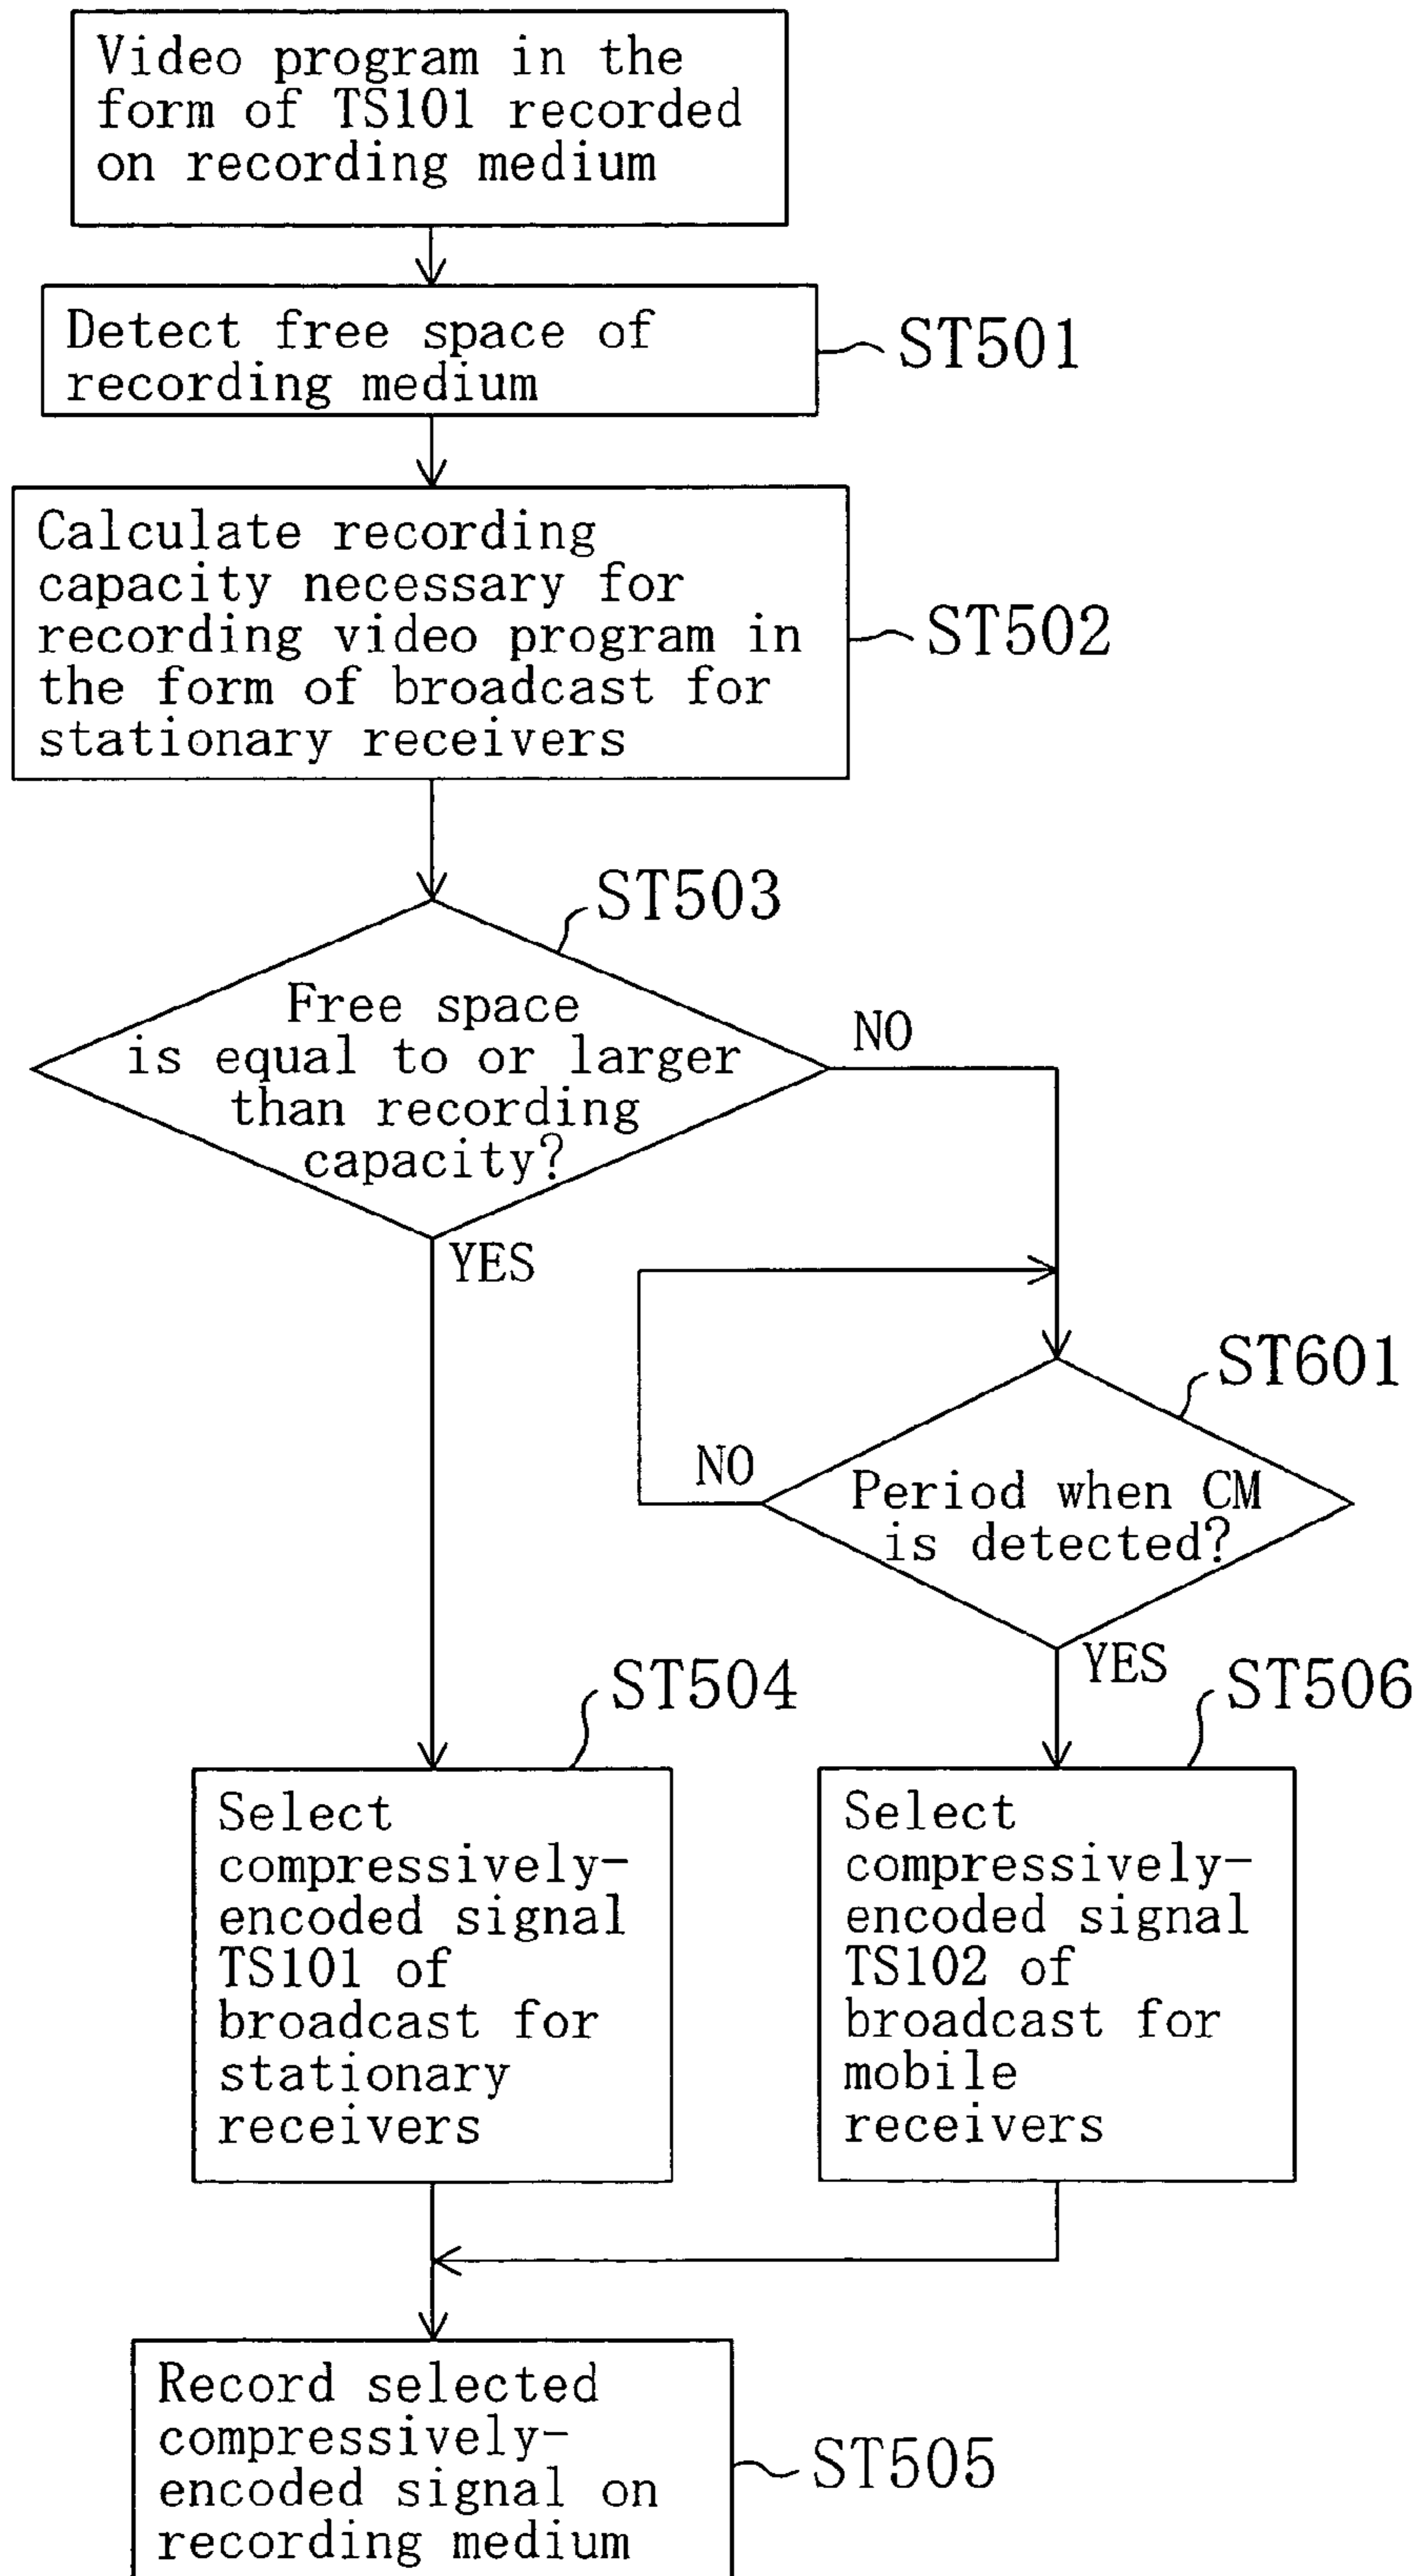 Video program in the
form of TS101 recorded
on recording medium
Detect free space of
recording medium
ST501
Calculate recording
capacity necessary for
recording video program in
the form of broadcast for
stationary receivers
ST502
ST503
Free space
is equal to or larger
than recording
capacity?
NO
YES
ST601
NO
Period when CM
is detected?
YES
ST504
ST506
Select
compressively-
encoded signal
TS101 of
broadcast for
stationary
receivers
Select
compressively-
encoded signal
TS102 of
broadcast for
mobile
receivers
Record selected
compressively-
encoded signal on
recording medium
ST505